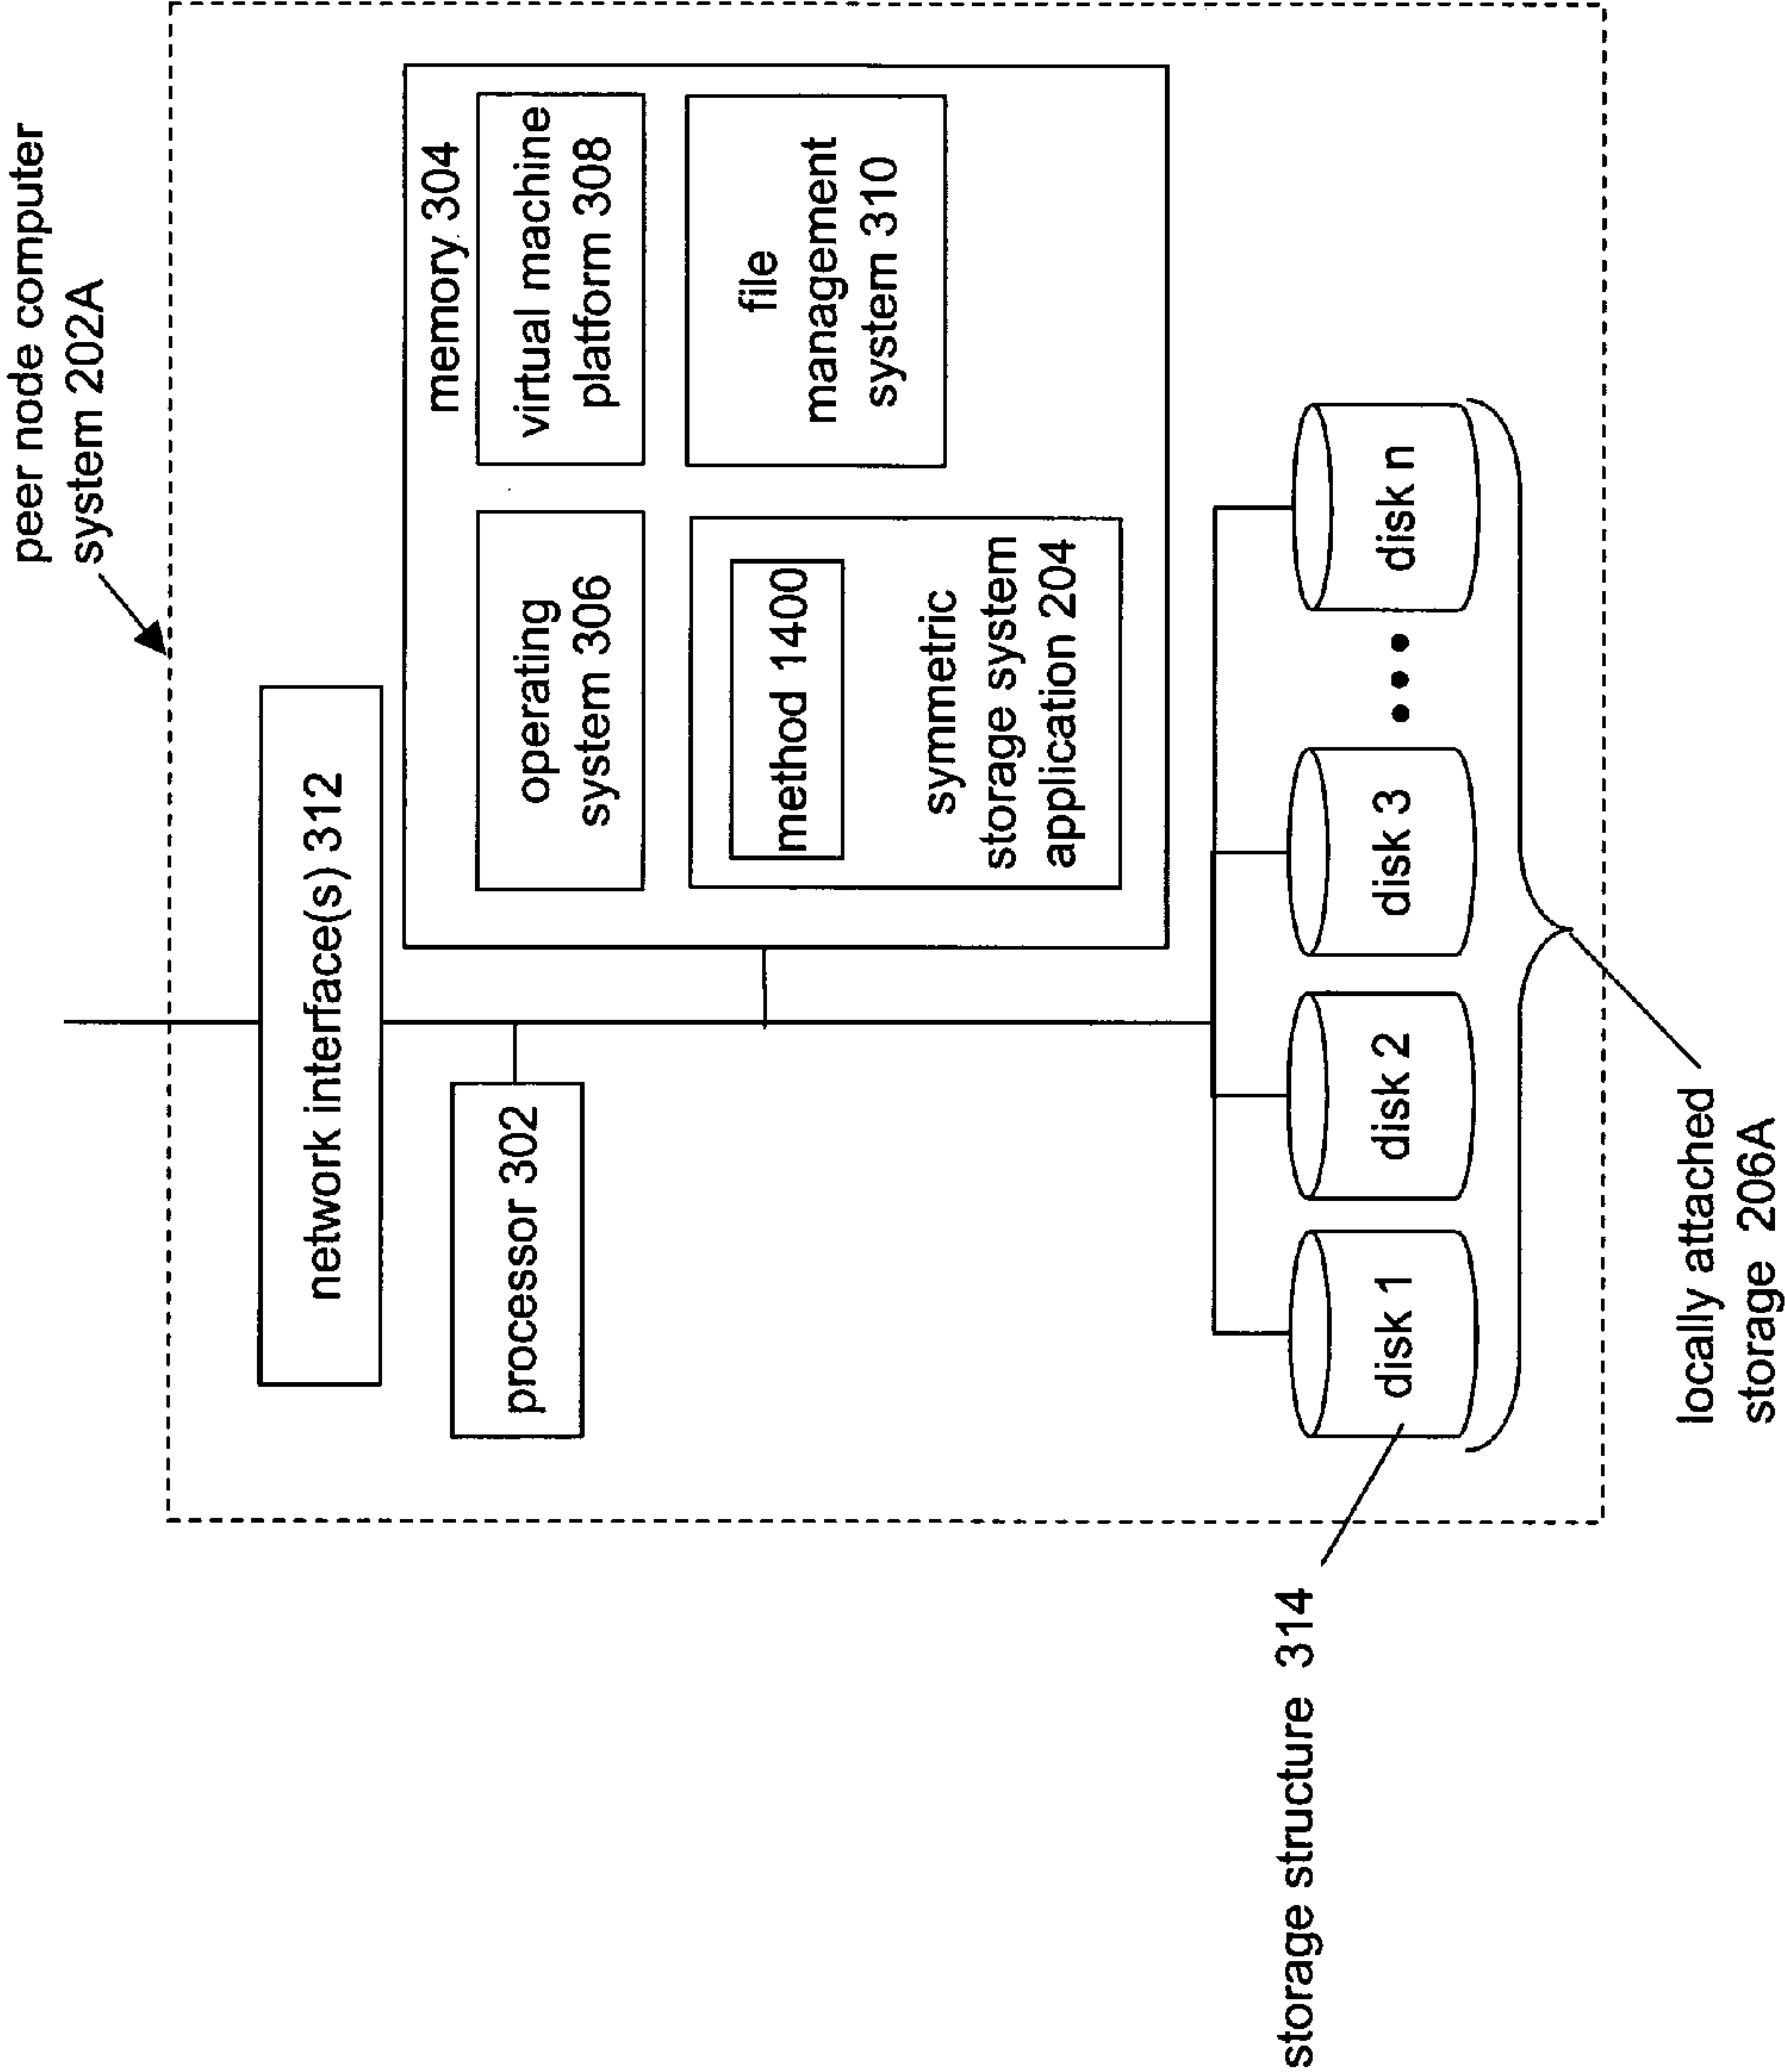 peer node computer
system 202A
network interface(s) 312
processor 302
memory 304
operating
system 306
virtual machine
platform 308
method 1400
symmetric
storage system
application 204
file
management
system 310
disk 1
disk 2
disk 3
disk n
storage structure 314
locally attached
storage 206A